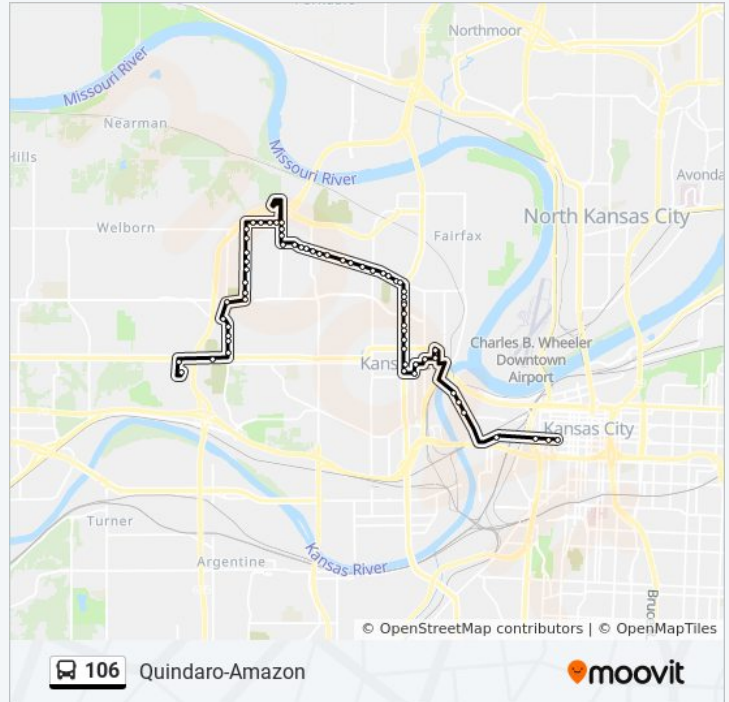 Northmoor
Missouri River
Nearman
Hills
Missouri River
Avonda
North Kansas City
Welborn
Fairfax
Charles B. Wheeler
Downtown
Airport
Kans
Kansas City
Turner
Argentine
Kansas River
Bruc
© OpenStreetMap contributors | © OpenMapTiles
106 Quindaro-Amazon
moovit